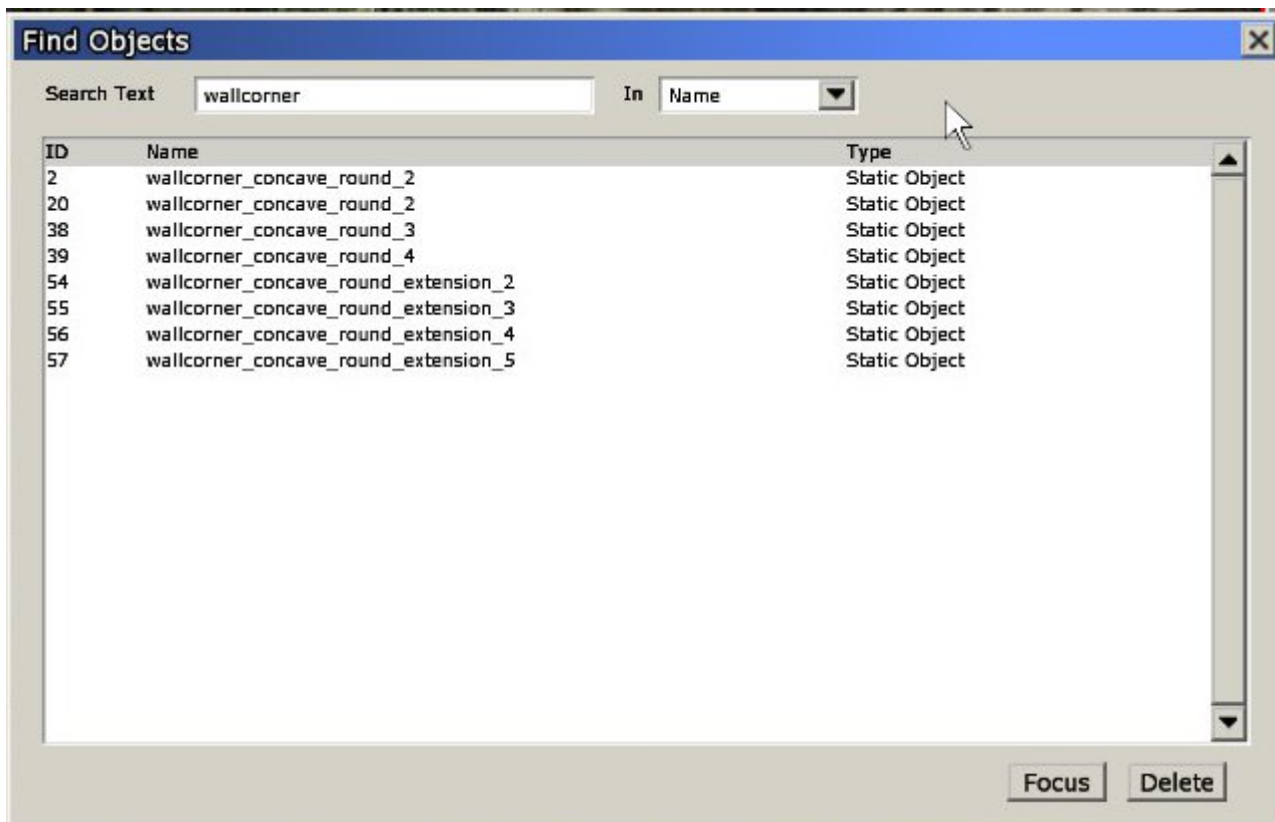 Find Objects
Search Text wallcorner In Name
ID Name Type
2 wallcorner_concave_round_2 Static Object
20 wallcorner_concave_round_2 Static Object
38 wallcorner_concave_round_3 Static Object
39 wallcorner_concave_round_4 Static Object
54 wallcorner_concave_round_extension_2 Static Object
55 wallcorner_concave_round_extension_3 Static Object
56 wallcorner_concave_round_extension_4 Static Object
57 wallcorner_concave_round_extension_5 Static Object
Focus Delete